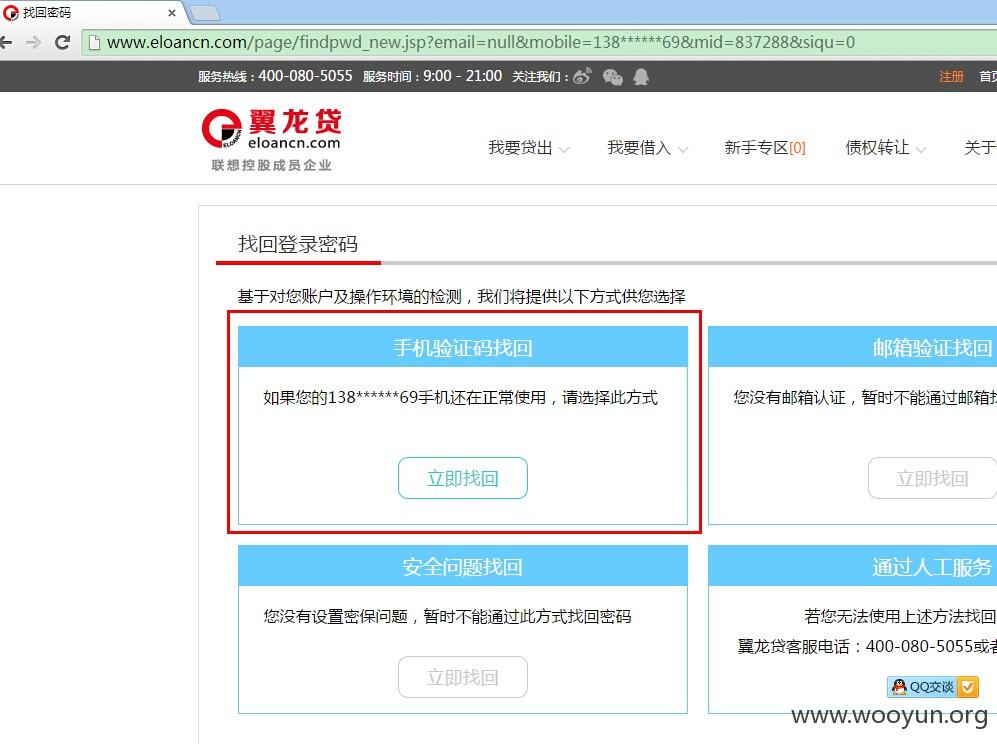 找回密码
www.eloancn.com/page/findpwd_new.jsp?email=null&mobile=138******69&mid=837288&siqu=0
服务热线：400-080-5055 服务时间：9:00 - 21:00 关注我们： 注册 首页
翼龙贷
eloancn.com
ELOANCN
联想控股成员企业
我要贷出 我要借入 新手专区[0] 债权转让 关于
找回登录密码
基于对您账户及操作环境的检测，我们将提供以下方式供您选择
手机验证码找回
如果您的138******69手机还在正常使用，请选择此方式
立即找回
邮箱验证找回
您没有邮箱认证，暂时不能通过邮箱找
立即找回
安全问题找回
您没有设置密保问题，暂时不能通过此方式找回密码
立即找回
通过人工服务
若您无法使用上述方法找回
翼龙贷客服电话：400-080-5055或者
QQ交谈
www.wooyun.org